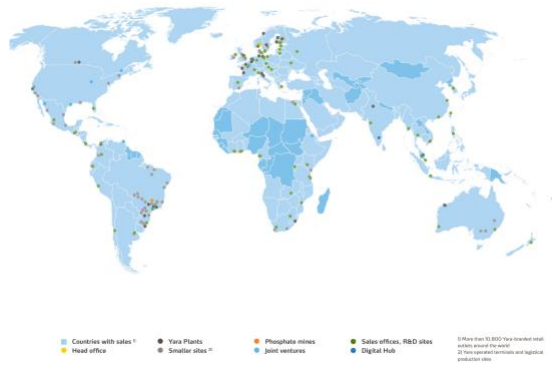 Countries with sales 1)
Head office
Yara Plants
Smaller sites 2)
Phosphate mines
Joint ventures
Sales offices, R&D sites
Digital Hub
1) More than 10,800 Yara-branded retail
outlets around the world
2) Yara operated terminals and logistical
production sites